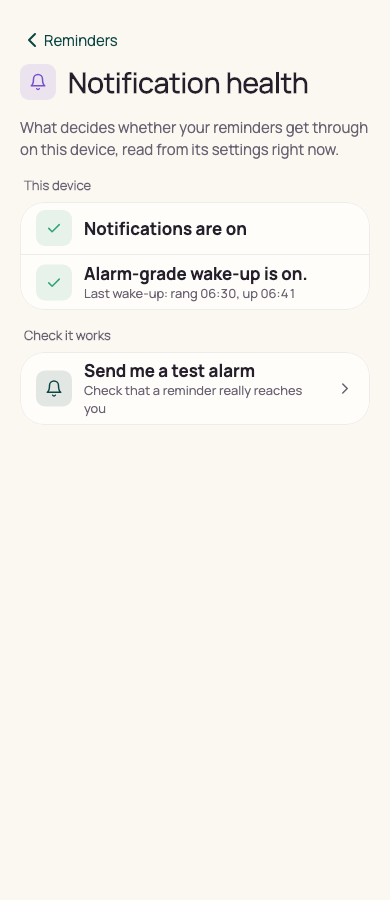 Reminders
Notification health
What decides whether your reminders get through
on this device, read from its settings right now.
This device
Notifications are on
Alarm-grade wake-up is on.
Last wake-up: rang 06:30, up 06:41
Check it works
Send me a test alarm
Check that a reminder really reaches
you